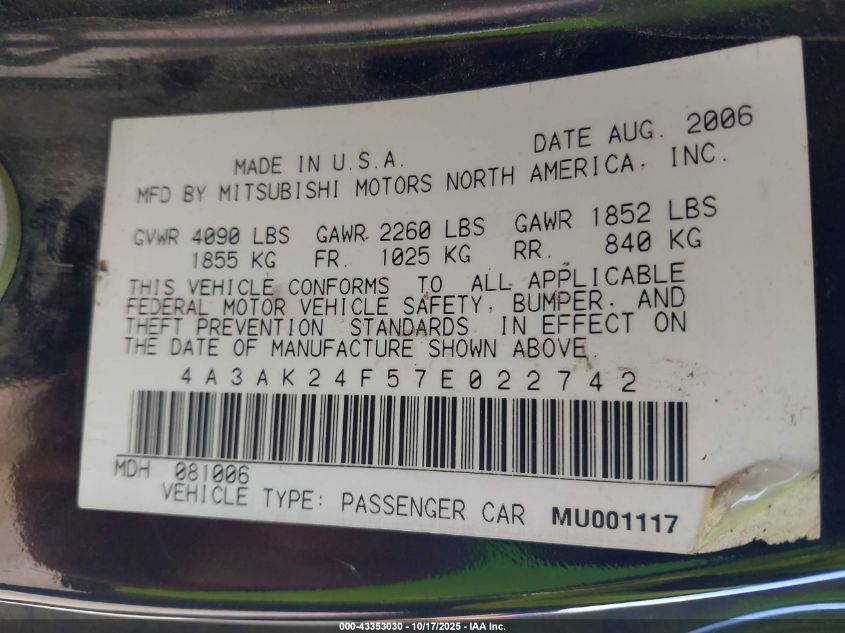 DATE AUG. 2006
MADE IN U.S.A.
MFD BY MITSUBISHI MOTORS NORTH AMERICA. INC.
GVWR 4090 LBS GAWR 2260 LBS GAWR 1852 LBS
1855 KG FR. 1025 KG RR. 840 KG
THIS VEHICLE CONFORMS TO ALL APPLICABLE
FEDERAL MOTOR VEHICLE SAFETY, BUMPER, AND
THEFT PREVENTION STANDARDS IN EFFECT ON
THE DATE OF MANUFACTURE SHOWN ABOVE.
4A3AK24F57E022742
MDH 081006
VEHICLE TYPE: PASSENGER CAR MU001117
000-43353030 - 10/17/2025 - IAA Inc.